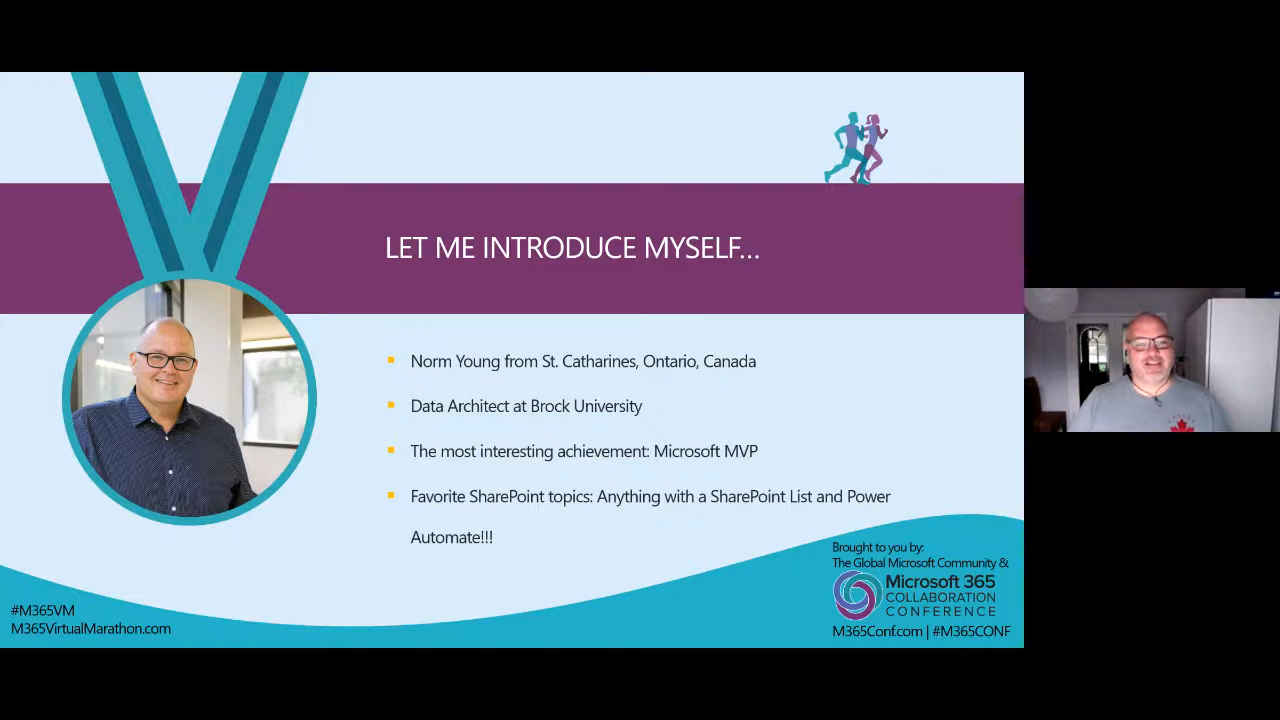 LET ME INTRODUCE MYSELF...
Norm Young from St. Catharines, Ontario, Canada
Data Architect at Brock University
The most interesting achievement: Microsoft MVP
Favorite SharePoint topics: Anything with a SharePoint List and Power
Automate!!!
#M365VM
M365VirtualMarathon.com
Brought to you by:
The Global Microsoft Community &
Microsoft 365
COLLABORATION
CONFERENCE
M365Conf.com | #M365CONF